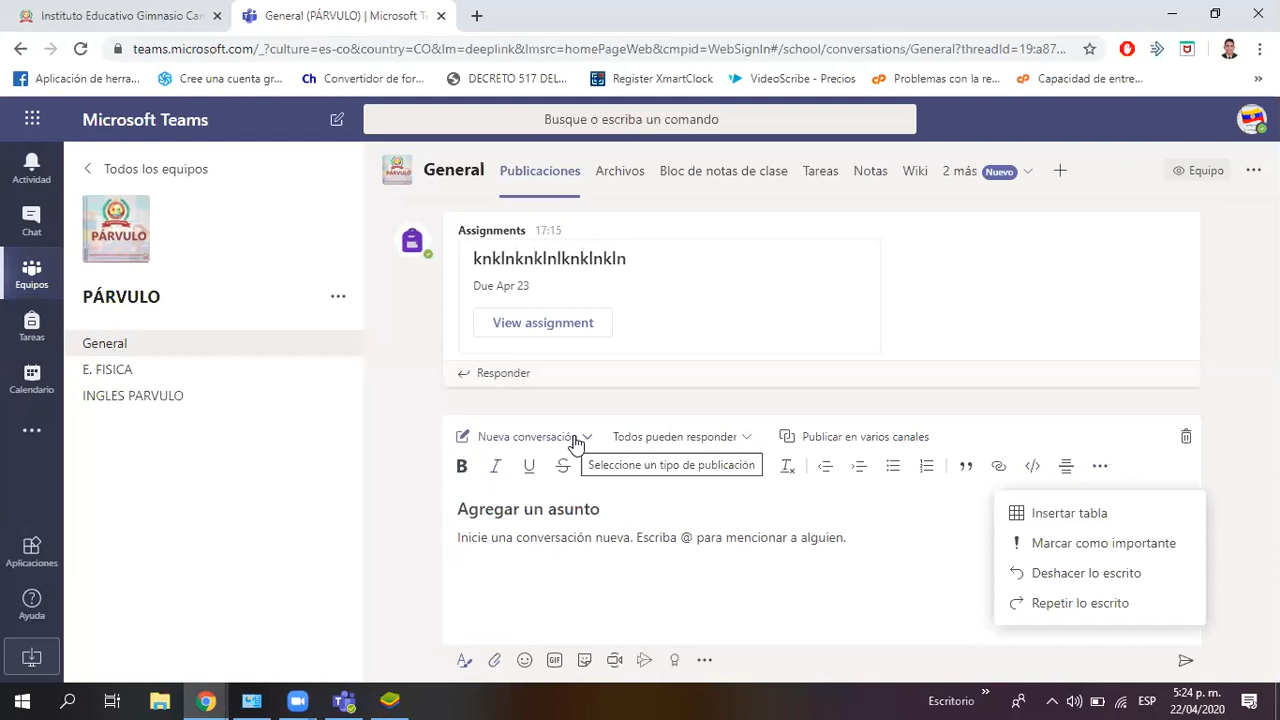 Instituto Educativo Gimnasio Cam
General (PÁRVULO) | Microsoft Te
teams.microsoft.com/_?culture=es-co&country=CO&lm=deeplink&lmsrc=homePageWeb&cmpid=WebSignIn#/school/conversations/General?threadId=19:a87...
Aplicación de herra...
Cree una cuenta gr...
Ch Convertidor de for...
DECRETO 517 DEL...
Register XmartClock
VideoScribe - Precios
Problemas con la re...
Capacidad de entre...
»
Microsoft Teams
Busque o escriba un comando
Actividad
Chat
Equipos
Tareas
Calendario
Aplicaciones
Ayuda
Todos los equipos
PÁRVULO
PÁRVULO
General
E. FISICA
INGLES PARVULO
PÁRVULO
General Publicaciones Archivos Bloc de notas de clase Tareas Notas Wiki 2 más Nuevo
Equipo
Assignments 17:15
knklnknklnlknklnkln
Due Apr 23
View assignment
Responder
Nueva conversación Todos pueden responder Publicar en varios canales
B I U S
Seleccione un tipo de publicación
Agregar un asunto
Inicie una conversación nueva. Escriba @ para mencionar a alguien.
Insertar tabla
Marcar como importante
Deshacer lo escrito
Repetir lo escrito
GIF
Escritorio »
ESP
5:24 p. m.
22/04/2020